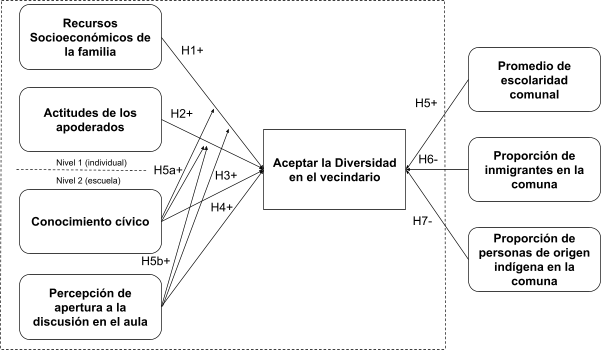 Recursos
Socioeconómicos de
la familia
H1+
Actitudes de los
apoderados
H2+
Nivel 1 (individual)
Nivel 2 (escuela)
H5a+
H3+
Conocimiento cívico
H4+
H5b+
Percepción de
apertura a la
discusión en el aula
Aceptar la Diversidad
en el vecindario
H5+
H6-
H7-
Promedio de
escolaridad
comunal
Proporción de
inmigrantes en la
comuna
Proporción de
personas de origen
indígena en la
comuna